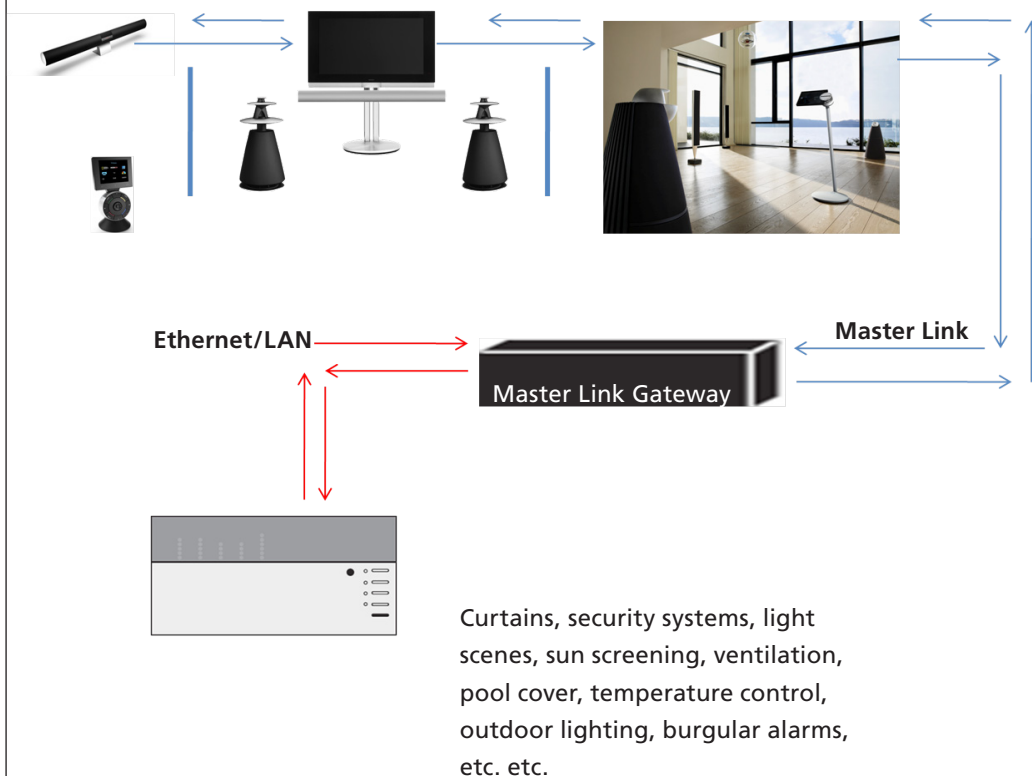 Ethernet/LAN
Master Link
Master Link Gateway
Curtains, security systems, light
scenes, sun screening, ventilation,
pool cover, temperature control,
outdoor lighting, burgular alarms,
etc. etc.